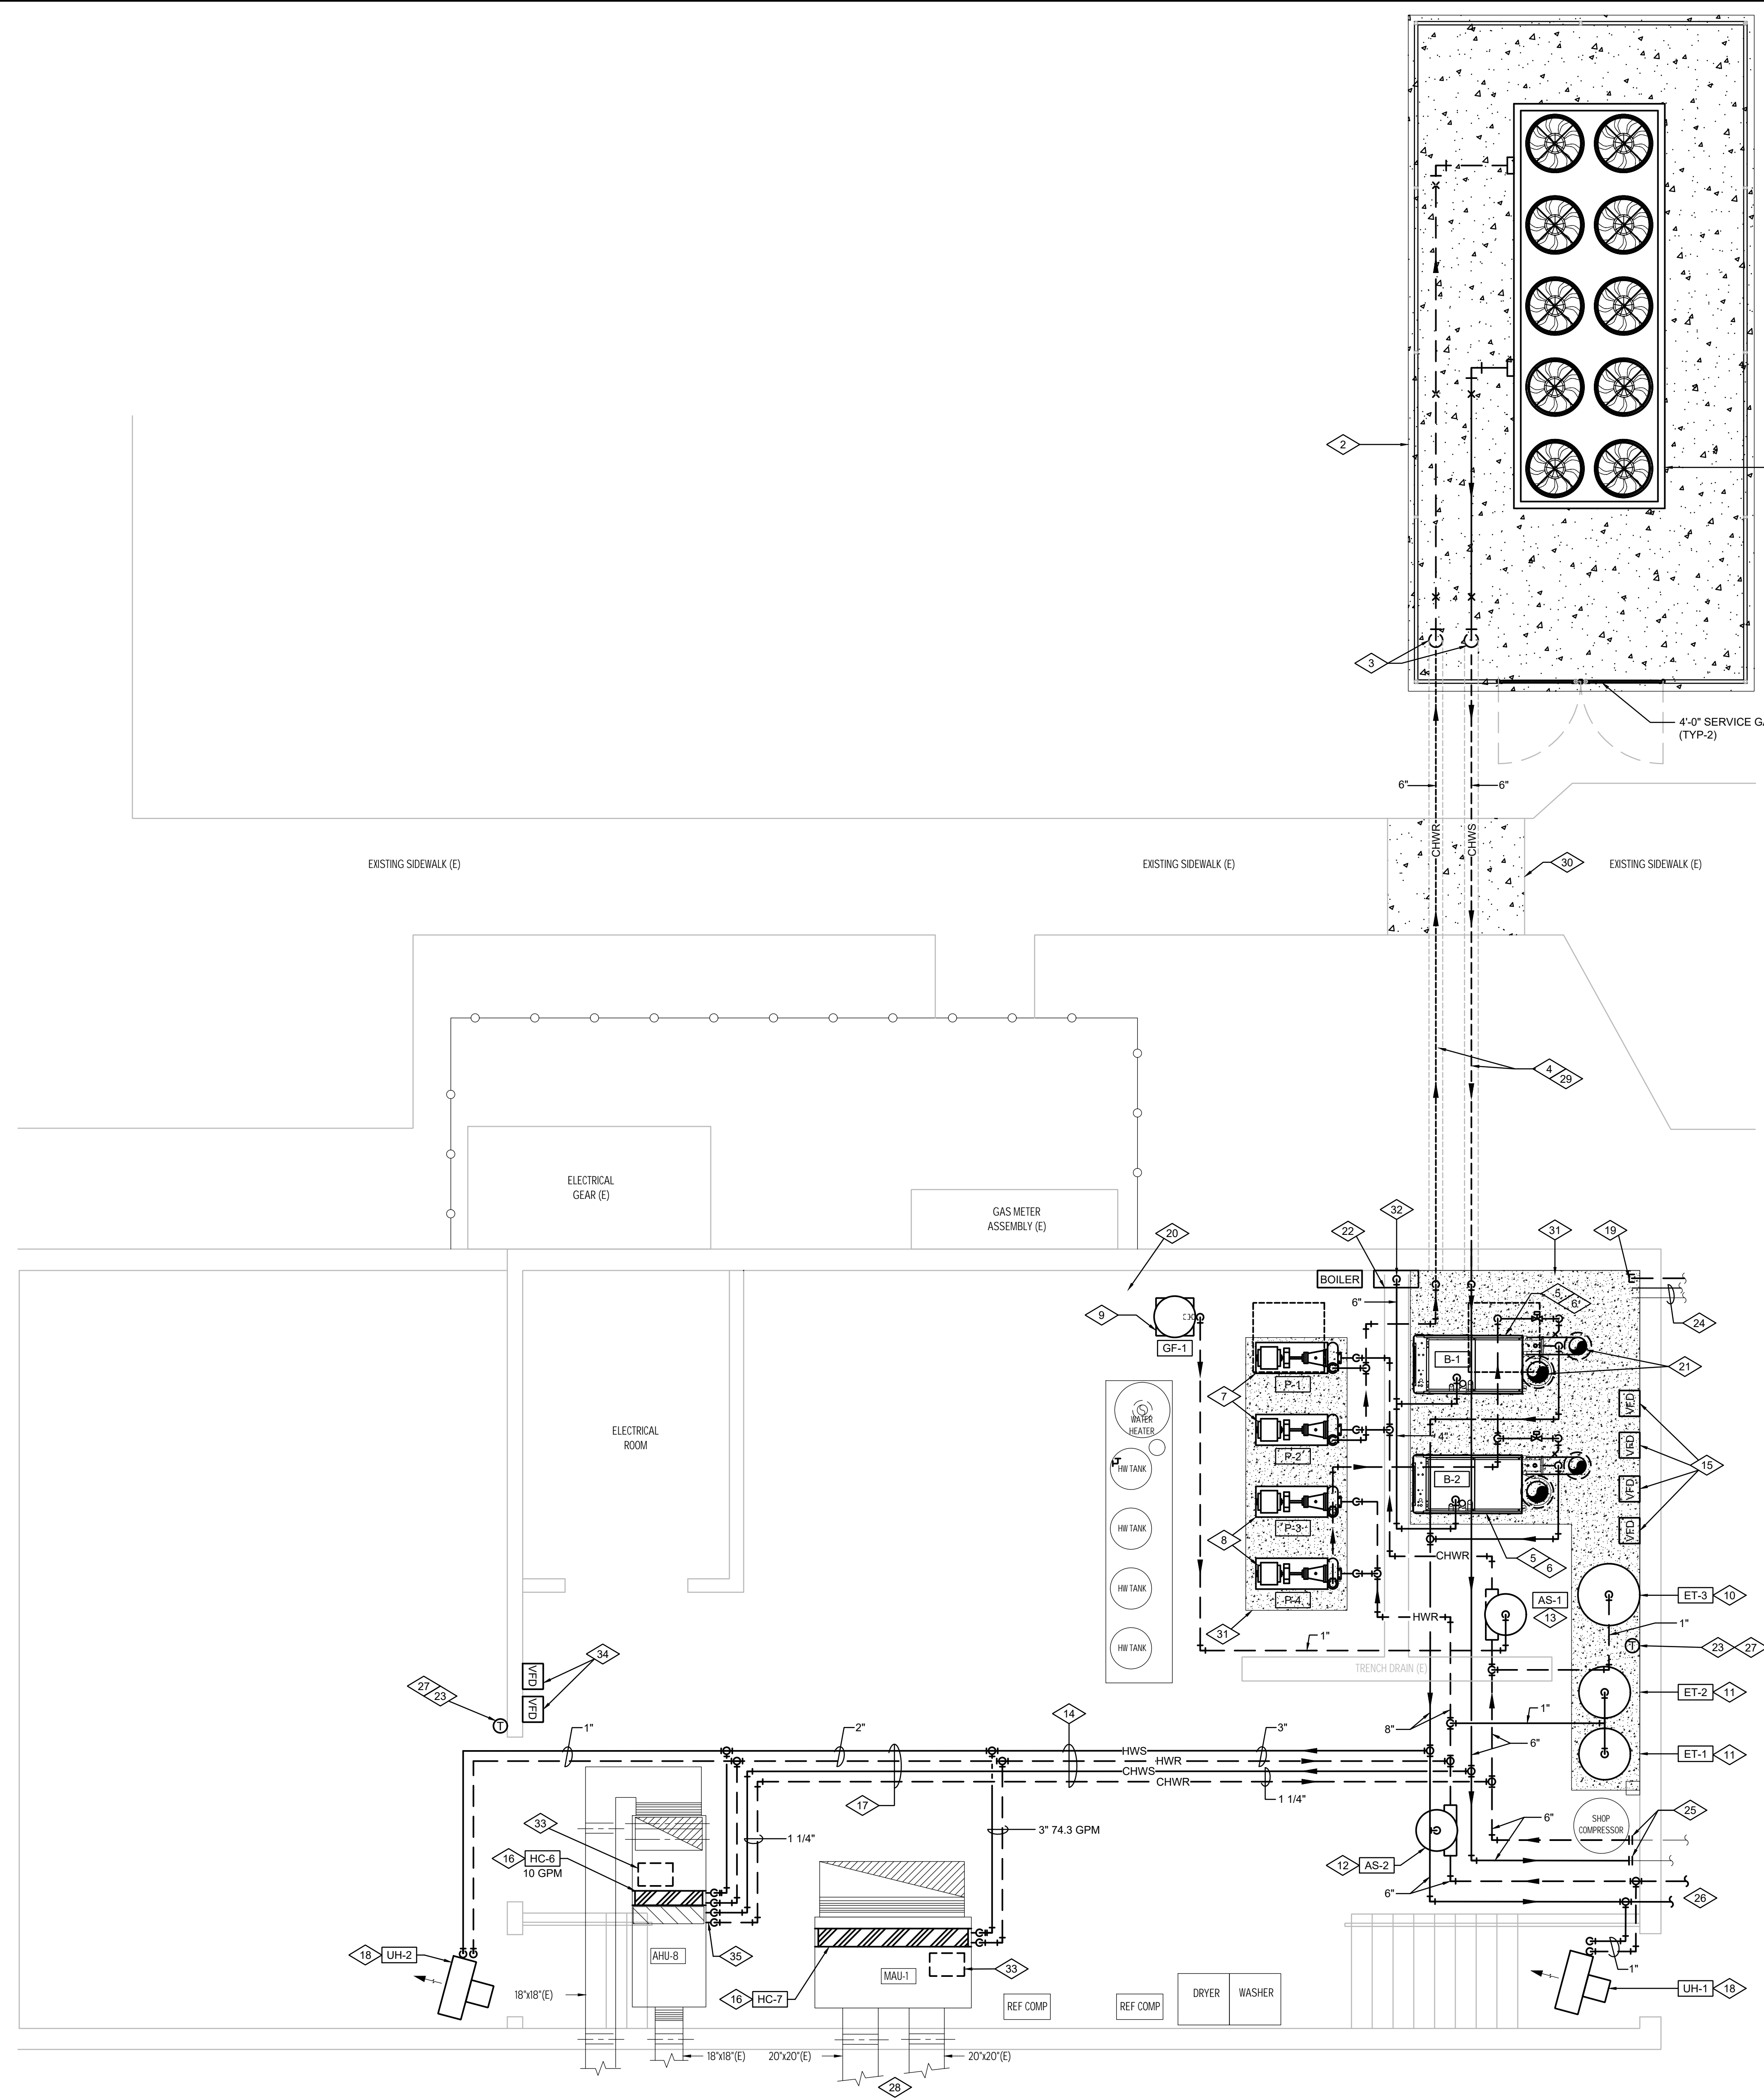 2
3
4'-0" SERVICE
(TYP-2)
6"
6"
CHWR
CHWS
EXISTING SIDEWALK (E)
EXISTING SIDEWALK (E)
30
EXISTING SIDEWALK (E)
4
29
ELECTRICAL
GEAR (E)
GAS METER
ASSEMBLY (E)
20
22
32
31
19
BOILER
6"
5
6
24
9
GF-1
B-1
21
7
P-1
WATER
HEATER
ELECTRICAL
ROOM
4"
P-2
VFD
VFD
VFD
VFD
15
HW TANK
B-2
8
P-3
HW TANK
CHWR
5
6
HW TANK
P-4
AS-1
13
ET-3
10
HWR
1"
31
1"
HW TANK
T
23
27
TRENCH DRAIN (E)
34
VFD
VFD
27
23
T
ET-2
11
14
1"
1"
2"
3"
8"
6"
HWS
HWR
CHWS
CHWR
ET-1
11
17
1 1/4"
33
1 1/4"
3" 74.3 GPM
6"
SHOP
COMPRESSOR
25
16
HC-6
10 GPM
12
AS-2
6"
26
18
UH-2
AHU-8
35
MAU-1
33
1"
18"x18"(E)
16
HC-7
REF COMP
REF COMP
DRYER
WASHER
UH-1
18
18"x18"(E)
20"x20"(E)
20"x20"(E)
28